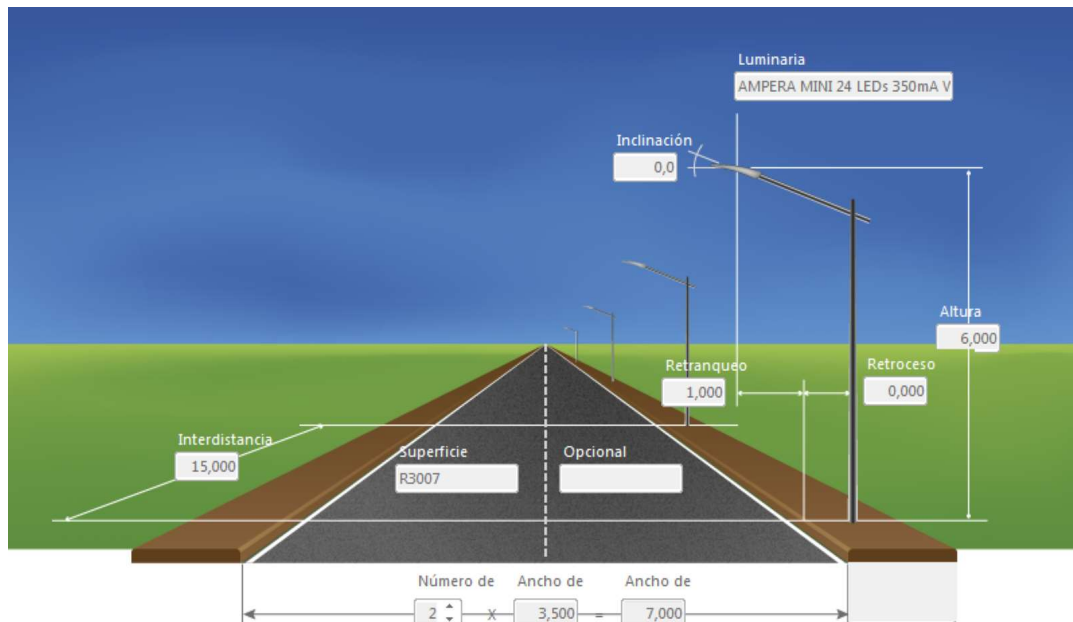 Luminaria
AMPERA MINI 24 LEDs 350mA V
Inclinación
0,0
Altura
6,000
Retranqueo
1,000
Retroceso
0,000
Interdistancia
15,000
Superficie
R3007
Opcional
Número de Ancho de Ancho de
2 x 3,500 = 7,000